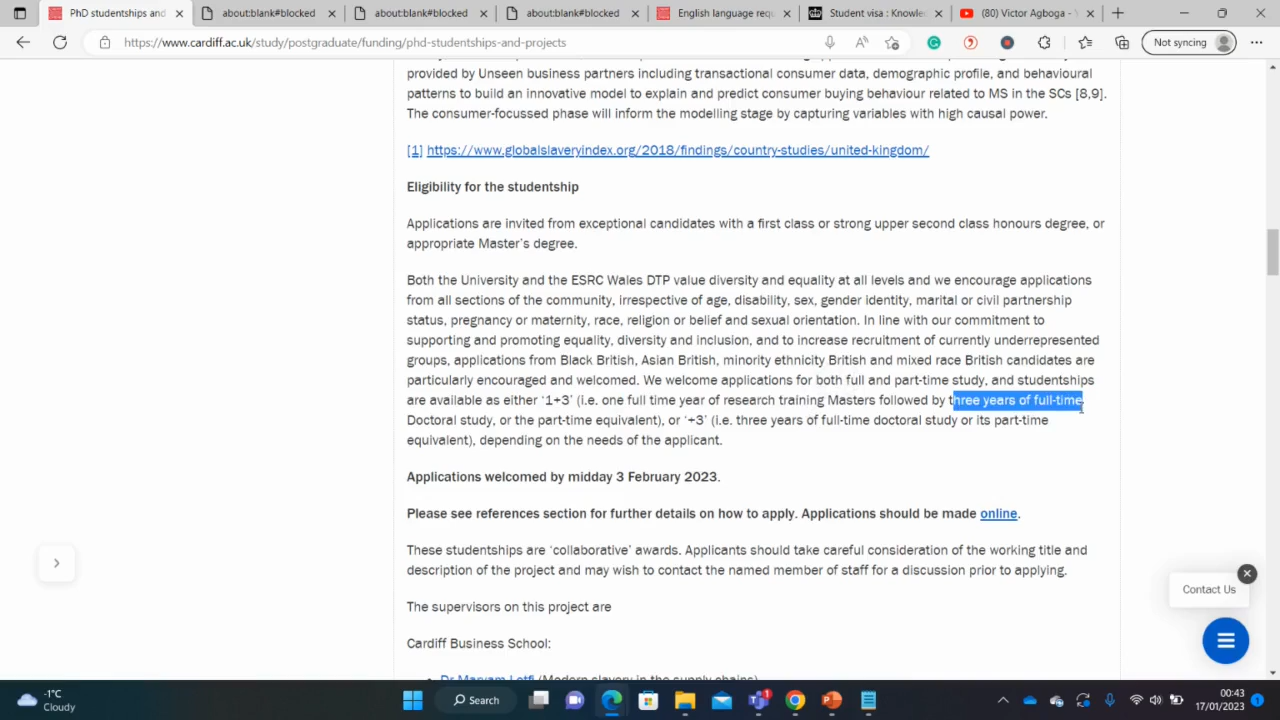 PhD studentships and
about:blank#blocked
about:blank#blocked
about:blank#blocked
English language req
Student visa : Knowle
(80) Victor Agboga - Y
https://www.cardiff.ac.uk/study/postgraduate/funding/phd-studentships-and-projects
Not syncing
provided by Unseen business partners including transactional consumer data, demographic profile, and behavioural
patterns to build an innovative model to explain and predict consumer buying behaviour related to MS in the SCs [8,9].
The consumer-focussed phase will inform the modelling stage by capturing variables with high causal power.
[1] https://www.globalslaveryindex.org/2018/findings/country-studies/united-kingdom/
Eligibility for the studentship
Applications are invited from exceptional candidates with a first class or strong upper second class honours degree, or
appropriate Master's degree.
Both the University and the ESRC Wales DTP value diversity and equality at all levels and we encourage applications
from all sections of the community, irrespective of age, disability, sex, gender identity, marital or civil partnership
status, pregnancy or maternity, race, religion or belief and sexual orientation. In line with our commitment to
supporting and promoting equality, diversity and inclusion, and to increase recruitment of currently underrepresented
groups, applications from Black British, Asian British, minority ethnicity British and mixed race British candidates are
particularly encouraged and welcomed. We welcome applications for both full and part-time study, and studentships
are available as either '1+3' (i.e. one full time year of research training Masters followed by three years of full-time
Doctoral study, or the part-time equivalent), or '+3' (i.e. three years of full-time doctoral study or its part-time
equivalent), depending on the needs of the applicant.
Applications welcomed by midday 3 February 2023.
Please see references section for further details on how to apply. Applications should be made online.
These studentships are 'collaborative' awards. Applicants should take careful consideration of the working title and
description of the project and may wish to contact the named member of staff for a discussion prior to applying.
Contact Us
The supervisors on this project are
Cardiff Business School:
Dr Maryam Lotfi (Modern slavery in the supply chains)
-1°C
Cloudy
Search
1
00:43
17/01/2023
1